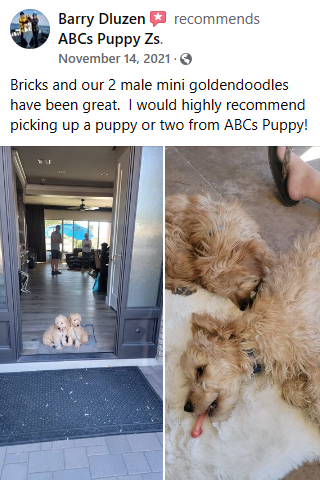 Barry Dluzen recommends
ABCs Puppy Zs.
November 14, 2021 ·
Bricks and our 2 male mini goldendoodles
have been great. I would highly recommend
picking up a puppy or two from ABCs Puppy!